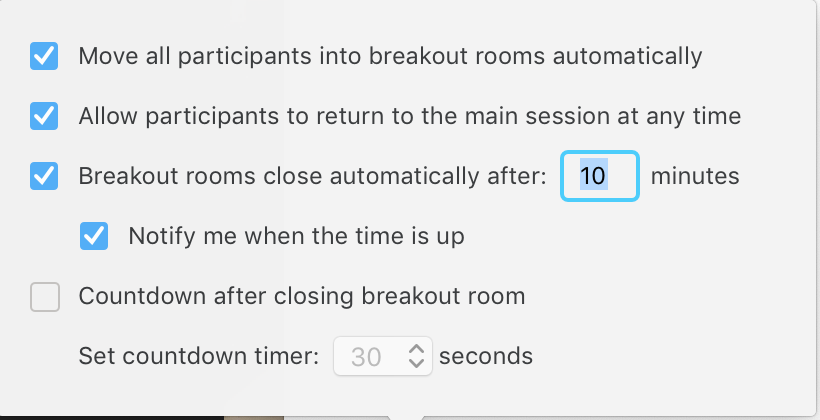 Move all participants into breakout rooms automatically
Allow participants to return to the main session at any time
Breakout rooms close automatically after: 10 minutes
Notify me when the time is up
Countdown after closing breakout room
Set countdown timer: 30 seconds